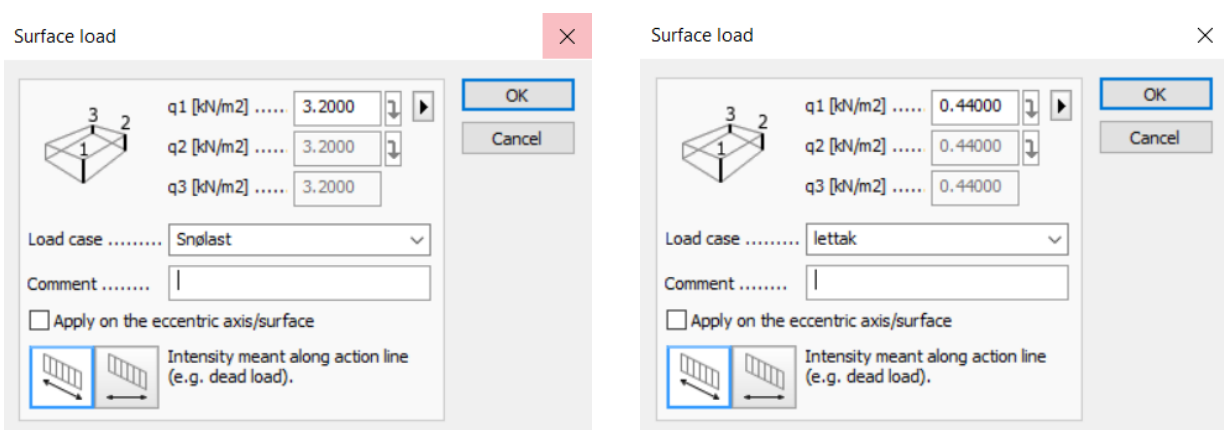 Surface load
3 2
1
q1 [kN/m2] ...... 3.2000
q2 [kN/m2] ...... 3.2000
q3 [kN/m2] ...... 3.2000
OK
Cancel
Load case ......... Snølast
Comment ........
Apply on the eccentric axis/surface
Intensity meant along action line
(e.g. dead load).
Surface load
3 2
1
q1 [kN/m2] ...... 0.44000
q2 [kN/m2] ...... 0.44000
q3 [kN/m2] ...... 0.44000
OK
Cancel
Load case ......... lettak
Comment ........
Apply on the eccentric axis/surface
Intensity meant along action line
(e.g. dead load).